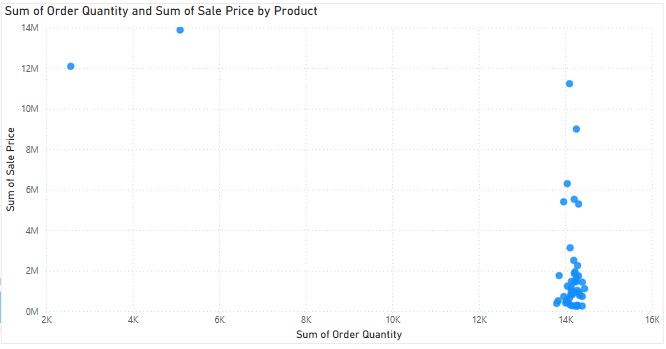 Sum of Order Quantity and Sum of Sale Price by Product
14M
12M
10M
8M
6M
4M
2M
0M
Sum of Sale Price
2K 4K 6K 8K 10K 12K 14K 16K
Sum of Order Quantity